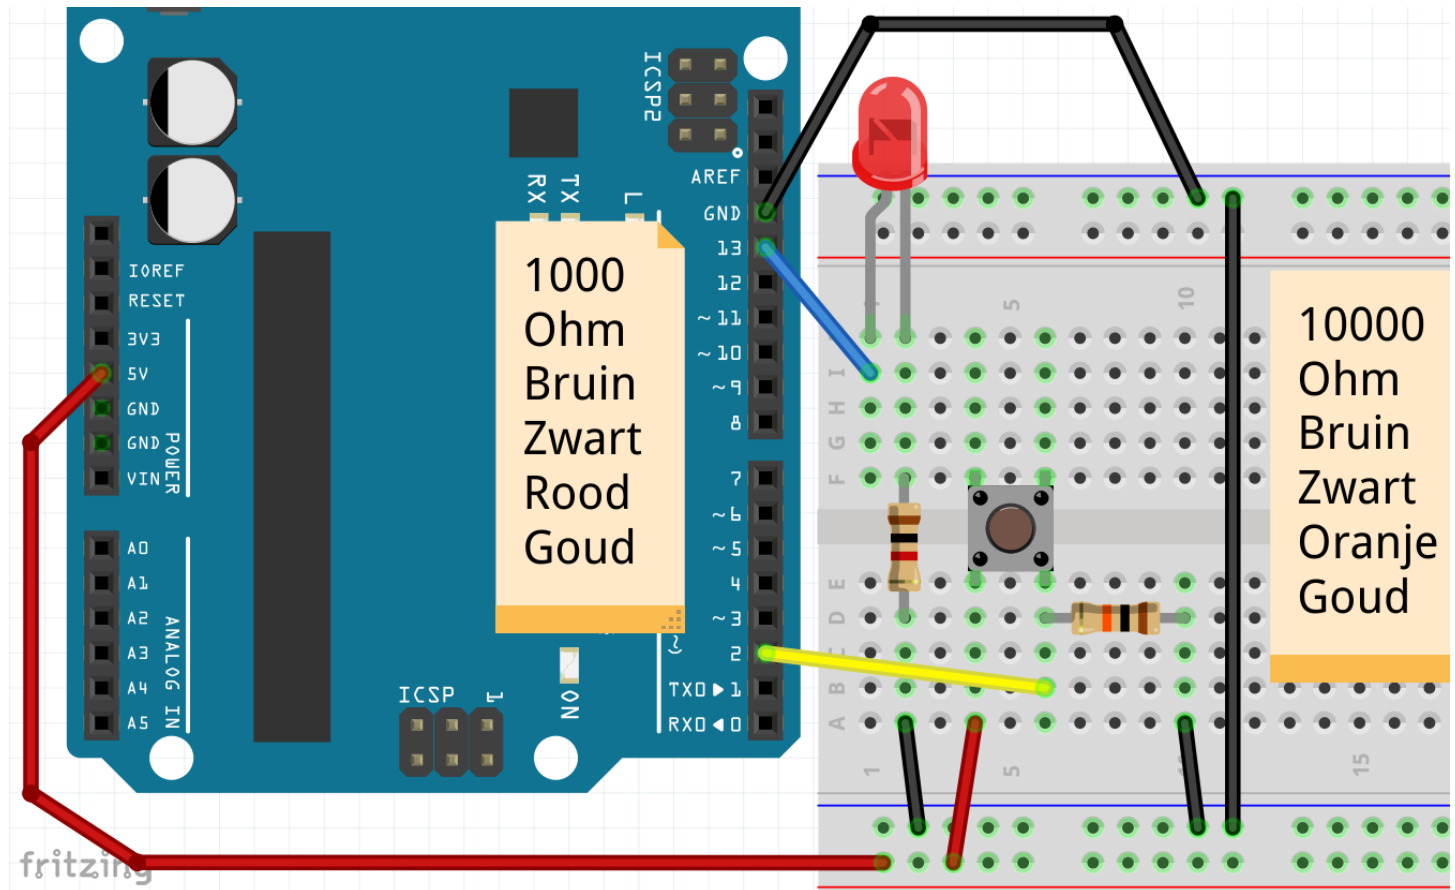 ICSP2
AREF
GND
13
12
~11
~10
~9
8
7
~6
~5
4
~3
2
TX0▶1
RX0◀0
RX
TX
L
IOREF
RESET
3V3
5V
GND
GND
VIN
POWER
A0
A1
A2
A3
A4
A5
ANALOG IN
1000
Ohm
Bruin
Zwart
Rood
Goud
ICSP
1
ON
5
10
I
H
G
F
E
D
C
B
A
1
5
15
10000
Ohm
Bruin
Zwart
Oranje
Goud
fritzing